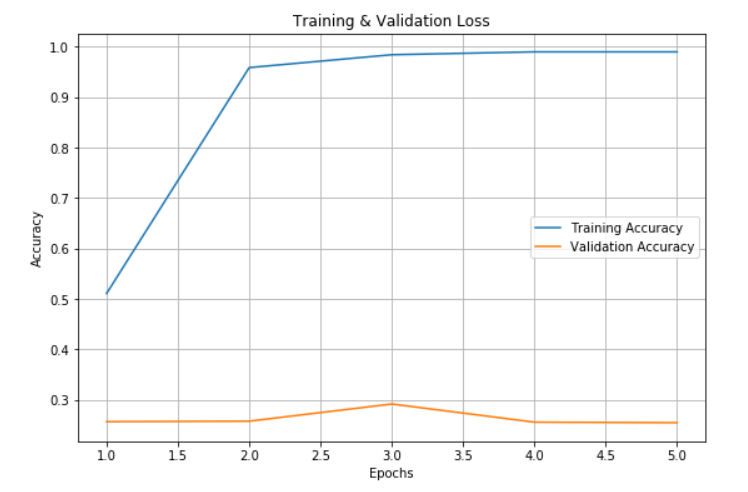 Training & Validation Loss
1.0
0.9
0.8
0.7
0.6
0.5
0.4
0.3
Accuracy
Training Accuracy
Validation Accuracy
1.0 1.5 2.0 2.5 3.0 3.5 4.0 4.5 5.0
Epochs